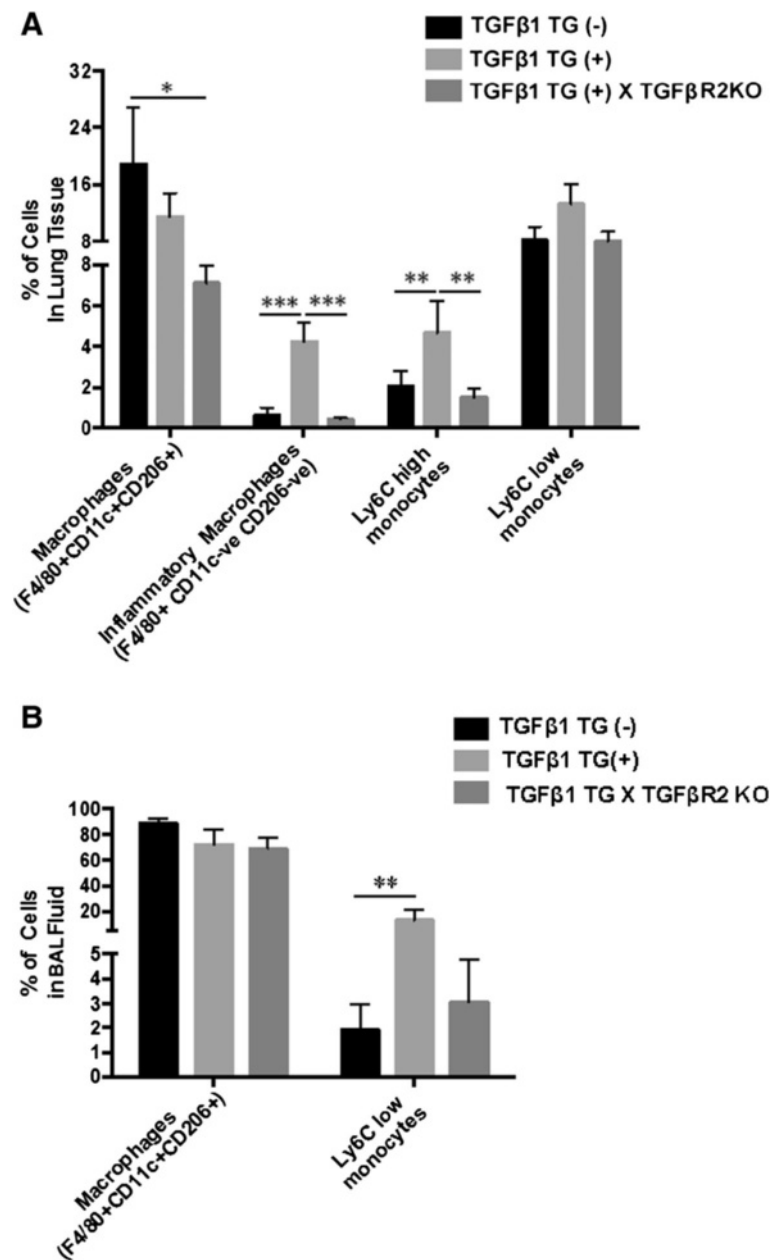 A
TGFβ1 TG (-)
TGFβ1 TG (+)
TGFβ1 TG (+) X TGFβR2KO
% of Cells
In Lung Tissue
32
24
16
8
8
6
4
2
0
*
***
***
**
**
Macrophages
(F4/80+CD11c+CD206+)
Inflammatory Macrophages
(F4/80+ CD11c-ve CD206-ve)
Ly6C high
monocytes
Ly6C low
monocytes
B
TGFβ1 TG (-)
TGFβ1 TG(+)
TGFβ1 TG X TGFβR2 KO
% of Cells
in BAL Fluid
100
80
60
40
20
5
4
3
2
1
0
**
Macrophages
(F4/80+CD11c+CD206+)
Ly6C low
monocytes